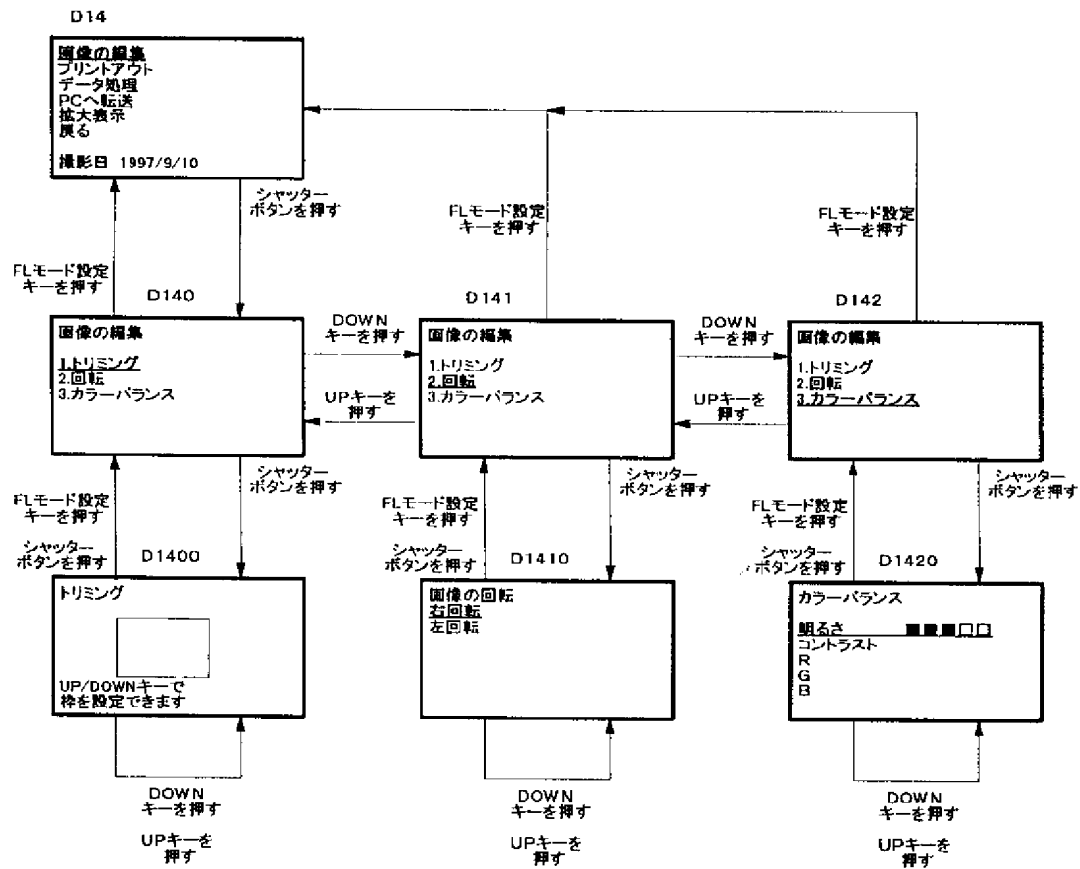 D14
画像の編集
プリントアウト
データ処理
PCへ転送
拡大表示
戻る
撮影日 1997/9/10
シャッター
ボタンを押す
FLモード設定
キーを押す
FLモード設定
キーを押す
FLモード設定
キーを押す
D140
画像の編集
1.トリミング
2.回転
3.カラーバランス
DOWN
キーを押す
UPキーを
押す
D141
画像の編集
1.トリミング
2.回転
3.カラーバランス
DOWN
キーを押す
UPキーを
押す
D142
画像の編集
1.トリミング
2.回転
3.カラーバランス
シャッター
ボタンを押す
FLモード設定
キーを押す
シャッター
ボタンを押す
シャッター
ボタンを押す
FLモード設定
キーを押す
シャッター
ボタンを押す
シャッター
ボタンを押す
FLモード設定
キーを押す
シャッター
ボタンを押す
D1400
トリミング
UP/DOWNキーで
枠を設定できます
DOWN
キーを押す
UPキーを
押す
D1410
画像の回転
右回転
左回転
DOWN
キーを押す
UPキーを
押す
D1420
カラーバランス
明るさ ■■■□□
コントラスト
R
G
B
DOWN
キーを押す
UPキーを
押す